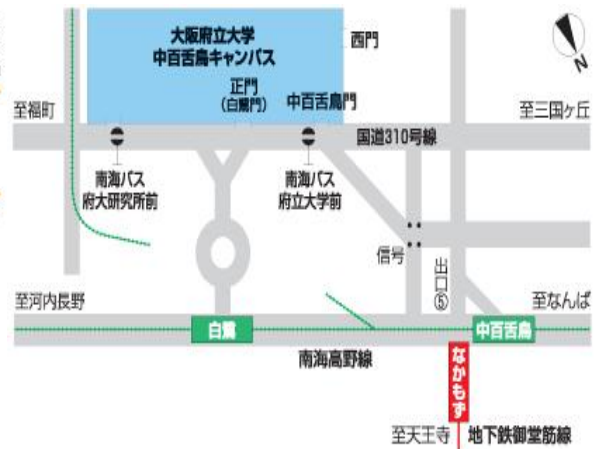 大阪府立大学
中百舌鳥キャンパス
西門
N
正門
(白鷺門)
中百舌鳥門
至福町
至三国ヶ丘
国道310号線
南海バス
府大研究所前
南海バス
府立大学前
信号
出口⑤
至河内長野
至なんば
白鷺
中百舌鳥
南海高野線
なかもず
至天王寺
地下鉄御堂筋線